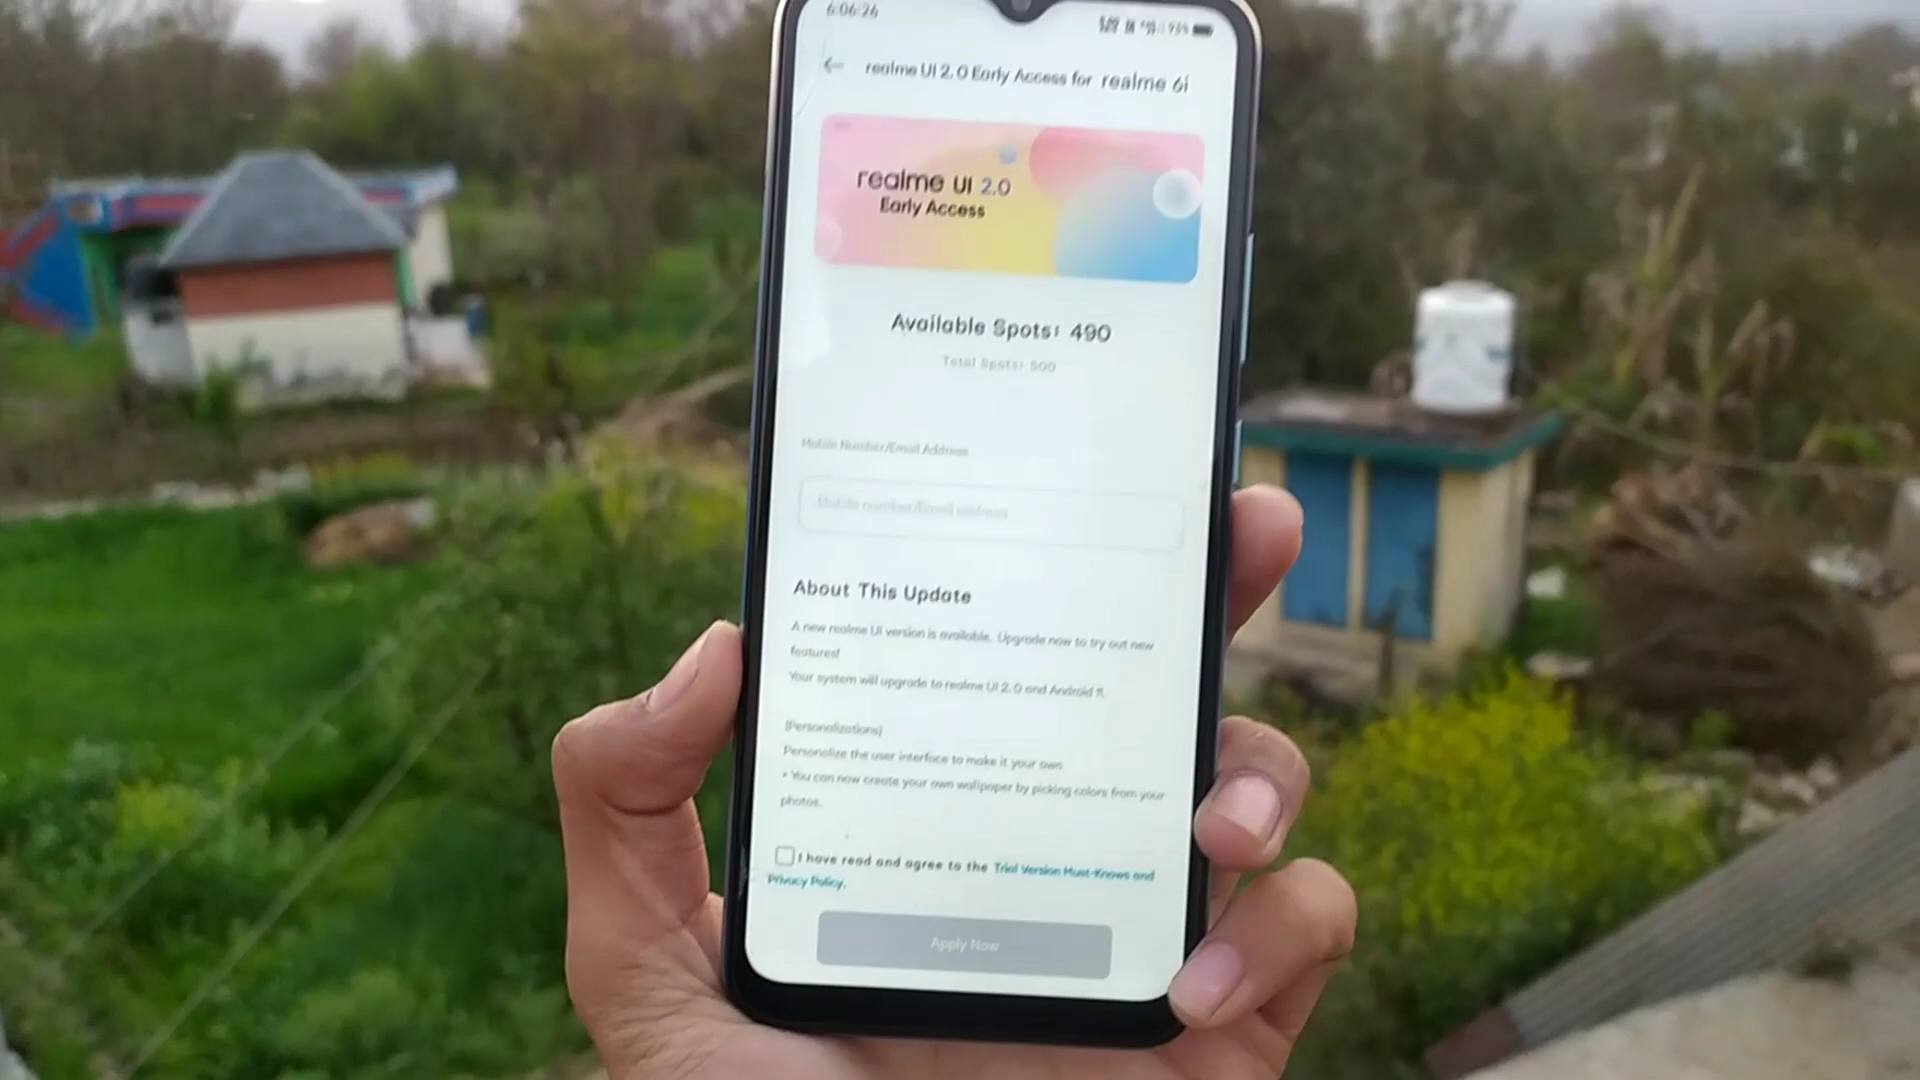 6:06:26
95%
realme UI 2.0 Early Access for realme 6i
realme UI 2.0
Early Access
Available Spots: 490
Total Spots: 500
Mobile Number/Email Address
Mobile number/Email address
About This Update
A new realme UI version is available. Upgrade now to try out new
features!
Your system will upgrade to realme UI 2.0 and Android 11.
[Personalizations]
Personalize the user interface to make it your own
• You can now create your own wallpaper by picking colors from your
photos.
I have read and agree to the Trial Version Must-Knows and
Privacy Policy.
Apply Now